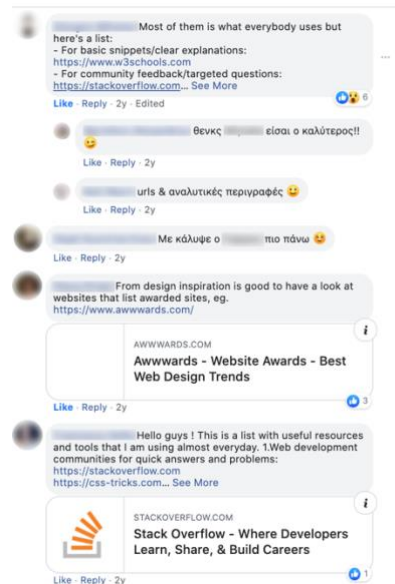 Most of them is what everybody uses but
here's a list:
- For basic snippets/clear explanations:
https://www.w3schools.com
- For community feedback/targeted questions:
https://stackoverflow.com... See More
Like · Reply · 2y · Edited
6
θενκς είσαι ο καλύτερος!!
Like · Reply · 2y
urls & αναλυτικές περιγραφές
Like · Reply · 2y
Με κάλυψε ο πιο πάνω
Like · Reply · 2y
From design inspiration is good to have a look at
websites that list awarded sites, eg.
https://www.awwwards.com/
i
AWWWARDS.COM
Awwwards - Website Awards - Best
Web Design Trends
Like · Reply · 2y
3
Hello guys ! This is a list with useful resources
and tools that I am using almost everyday. 1.Web development
communities for quick answers and problems:
https://stackoverflow.com
https://css-tricks.com... See More
i
STACKOVERFLOW.COM
Stack Overflow - Where Developers
Learn, Share, & Build Careers
Like · Reply · 2y
1